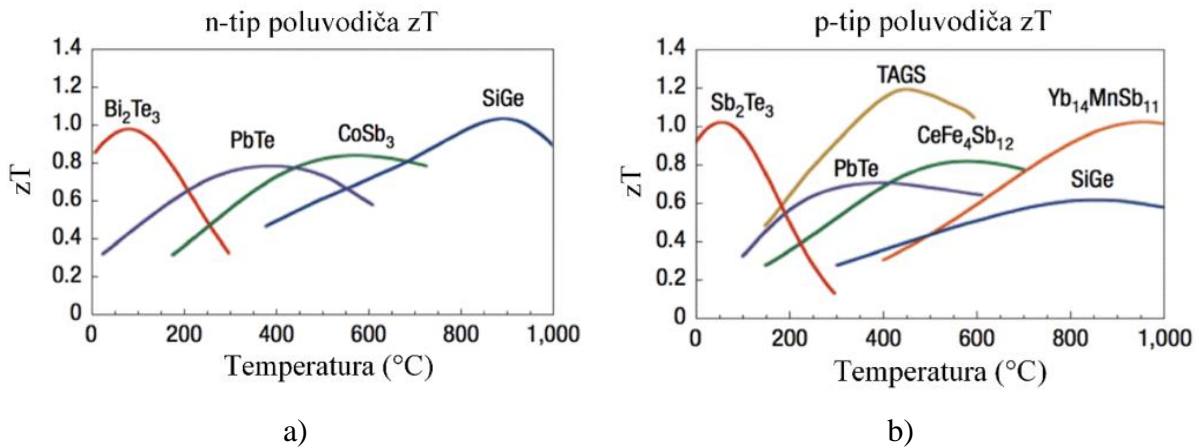 n-tip poluvodiča zT
1.4
1.2
1.0
0.8
0.6
0.4
0.2
0
zT
Bi₂Te₃
PbTe
CoSb₃
SiGe
0 200 400 600 800 1,000
Temperatura (°C)
a)
p-tip poluvodiča zT
1.4
1.2
1.0
0.8
0.6
0.4
0.2
0
zT
Sb₂Te₃
TAGS
Yb₁₄MnSb₁₁
CeFe₄Sb₁₂
PbTe
SiGe
0 200 400 600 800 1,000
Temperatura (°C)
b)